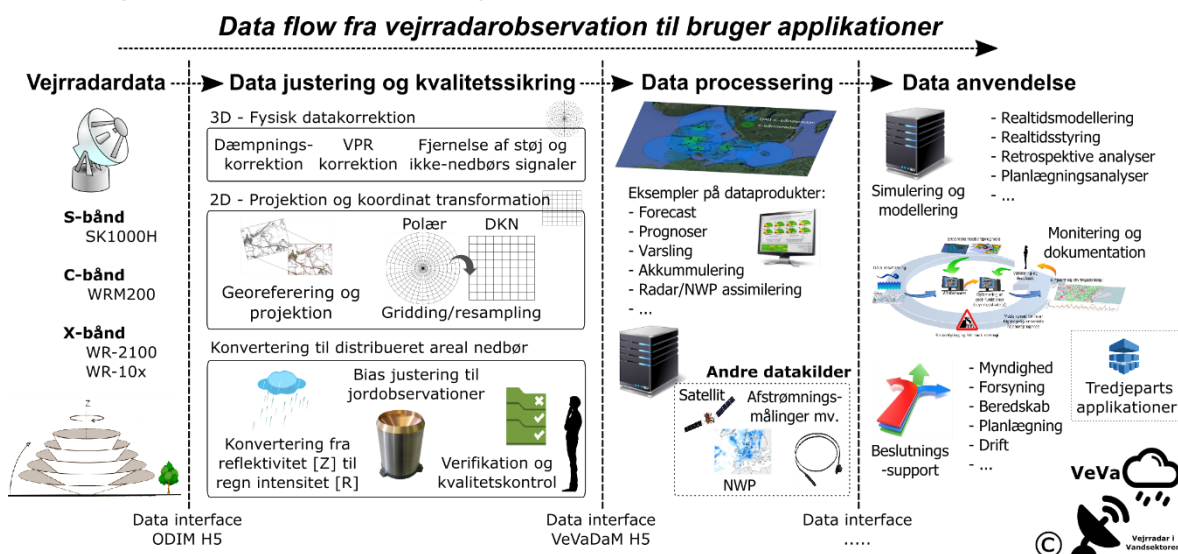 Data flow fra vejrradarobservation til bruger applikationer
Vejrradardata
S-bånd
SK1000H
C-bånd
WRM200
X-bånd
WR-2100
WR-10x
Z
Data justering og kvalitetssikring
3D - Fysisk datakorrektion
Dæmpnings-
korrektion
VPR
korrektion
Fjernelse af støj og
ikke-nedbørs signaler
2D - Projektion og koordinat transformation
Polær
DKN
Georeferering og
projektion
Gridding/resampling
Konvertering til distribueret areal nedbør
Bias justering til
jordobservationer
Konvertering fra
reflektivitet [Z] til
regn intensitet [R]
Verifikation og
kvalitetskontrol
Data processering
Eksempler på dataprodukter:
- Forecast
- Prognoser
- Varsling
- Akkummulering
- Radar/NWP assimilering
- ...
Andre datakilder
Satellit
Afstrømnings-
målinger mv.
NWP
Data anvendelse
- Realtidsmodellering
- Realtidsstyring
- Retrospektive analyser
- Planlægningsanalyser
- ...
Simulering og
modellering
Monitering og
dokumentation
Beslutnings
-support
- Myndighed
- Forsyning
- Beredskab
- Planlægning
- Drift
- ...
Tredjeparts
applikationer
VeVa
©
Vejrradar i
Vandsektoren
Data interface
ODIM H5
Data interface
VeVaDaM H5
Data interface
.....